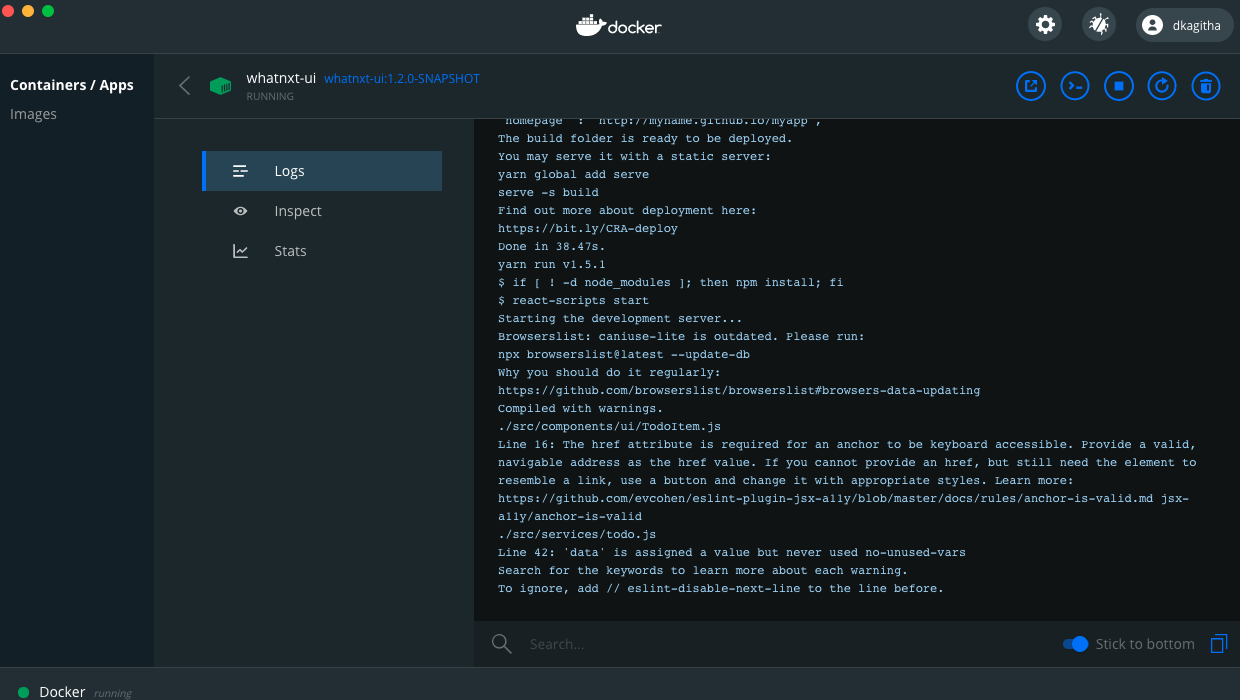 docker
dkagitha
Containers / Apps
Images
whatnxt-ui whatnxt-ui:1.2.0-SNAPSHOT
RUNNING
Logs
Inspect
Stats
"homepage" : "http://myname.github.io/myapp",
The build folder is ready to be deployed.
You may serve it with a static server:
yarn global add serve
serve -s build
Find out more about deployment here:
https://bit.ly/CRA-deploy
Done in 38.47s.
yarn run v1.5.1
$ if [ ! -d node_modules ]; then npm install; fi
$ react-scripts start
Starting the development server...
Browserslist: caniuse-lite is outdated. Please run:
npx browserslist@latest --update-db
Why you should do it regularly:
https://github.com/browserslist/browserslist#browsers-data-updating
Compiled with warnings.
./src/components/ui/TodoItem.js
Line 16: The href attribute is required for an anchor to be keyboard accessible. Provide a valid,
navigable address as the href value. If you cannot provide an href, but still need the element to
resemble a link, use a button and change it with appropriate styles. Learn more:
https://github.com/evcohen/eslint-plugin-jsx-a11y/blob/master/docs/rules/anchor-is-valid.md jsx-
a11y/anchor-is-valid
./src/services/todo.js
Line 42: 'data' is assigned a value but never used no-unused-vars
Search for the keywords to learn more about each warning.
To ignore, add // eslint-disable-next-line to the line before.
Search...
Stick to bottom
Docker running